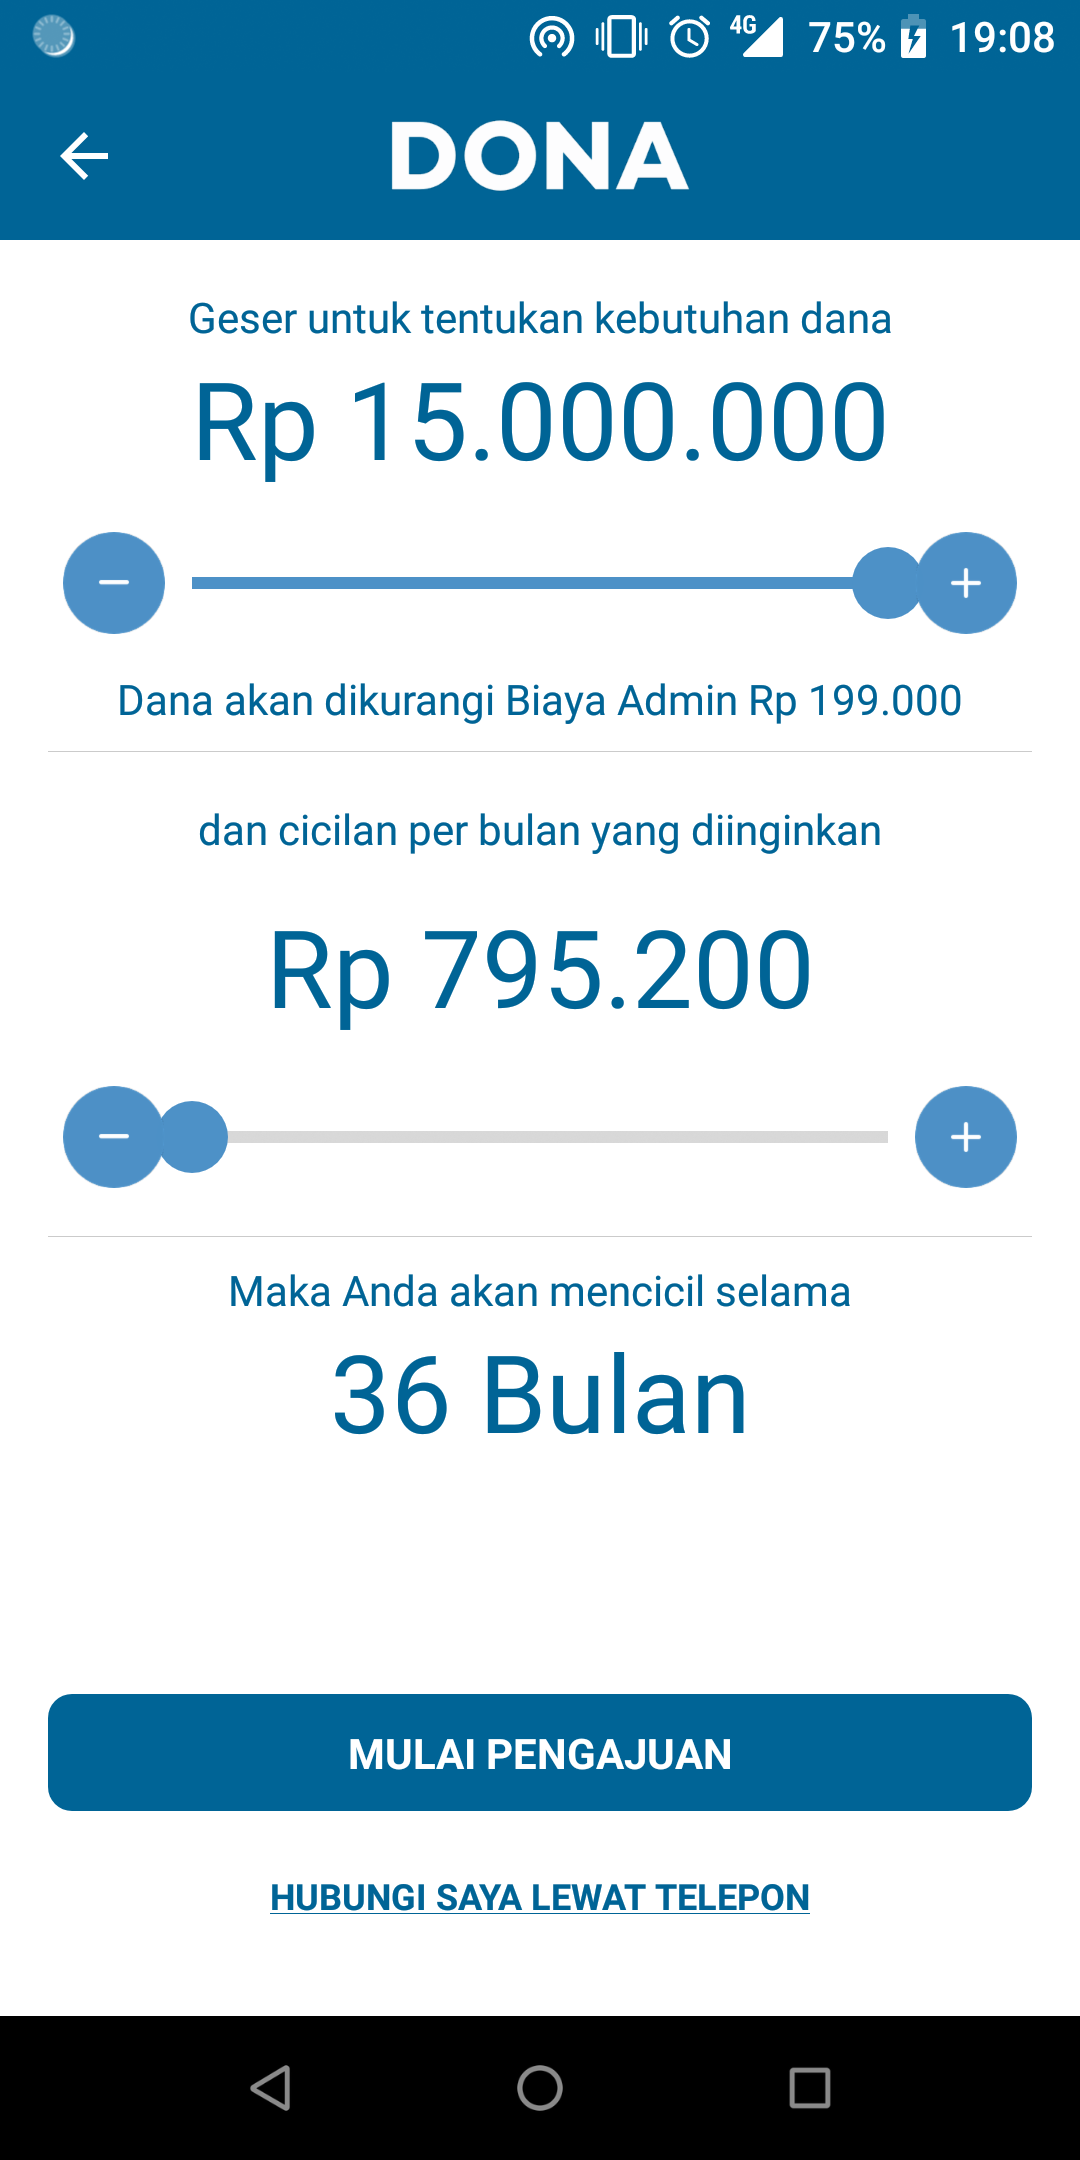 4G 75% 19:08
DONA
Geser untuk tentukan kebutuhan dana
Rp 15.000.000
Dana akan dikurangi Biaya Admin Rp 199.000
dan cicilan per bulan yang diinginkan
Rp 795.200
Maka Anda akan mencicil selama
36 Bulan
MULAI PENGAJUAN
HUBUNGI SAYA LEWAT TELEPON